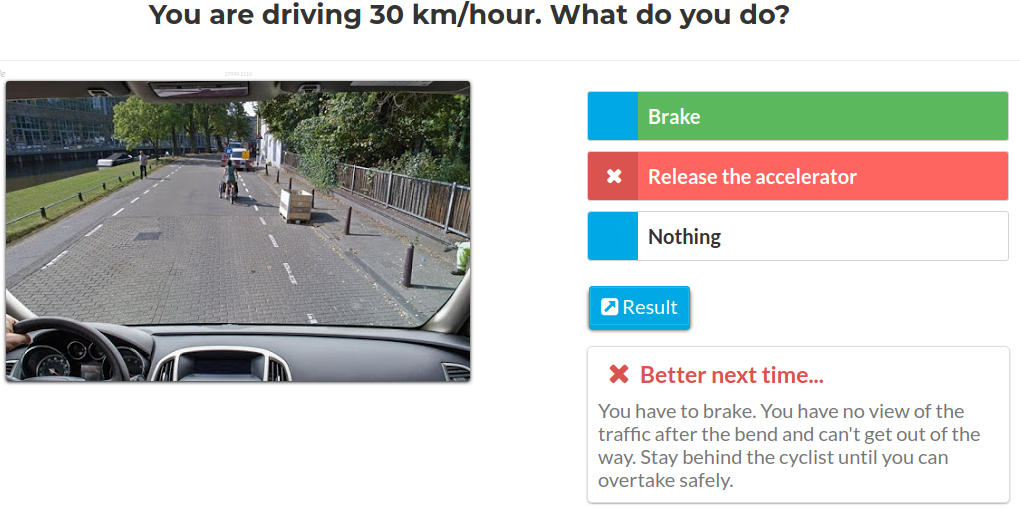 You are driving 30 km/hour. What do you do?
Brake
Release the accelerator
Nothing
Result
Better next time...
You have to brake. You have no view of the
traffic after the bend and can't get out of the
way. Stay behind the cyclist until you can
overtake safely.